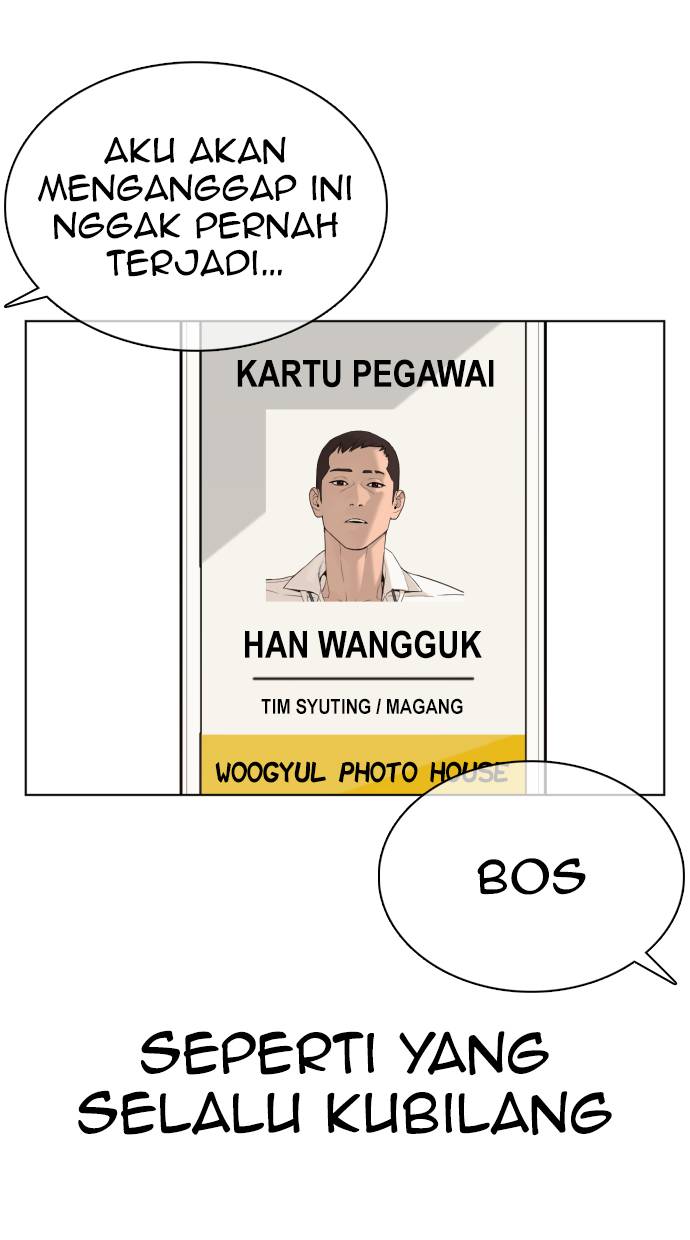 AKU AKAN
MENGANGGAP INI
NGGAK PERNAH
TERJADI...
KARTU PEGAWAI
HAN WANGGUK
TIM SYUTING / MAGANG
WOOGYUL PHOTO HOUSE
BOS
SEPERTI YANG
SELALU KUBILANG